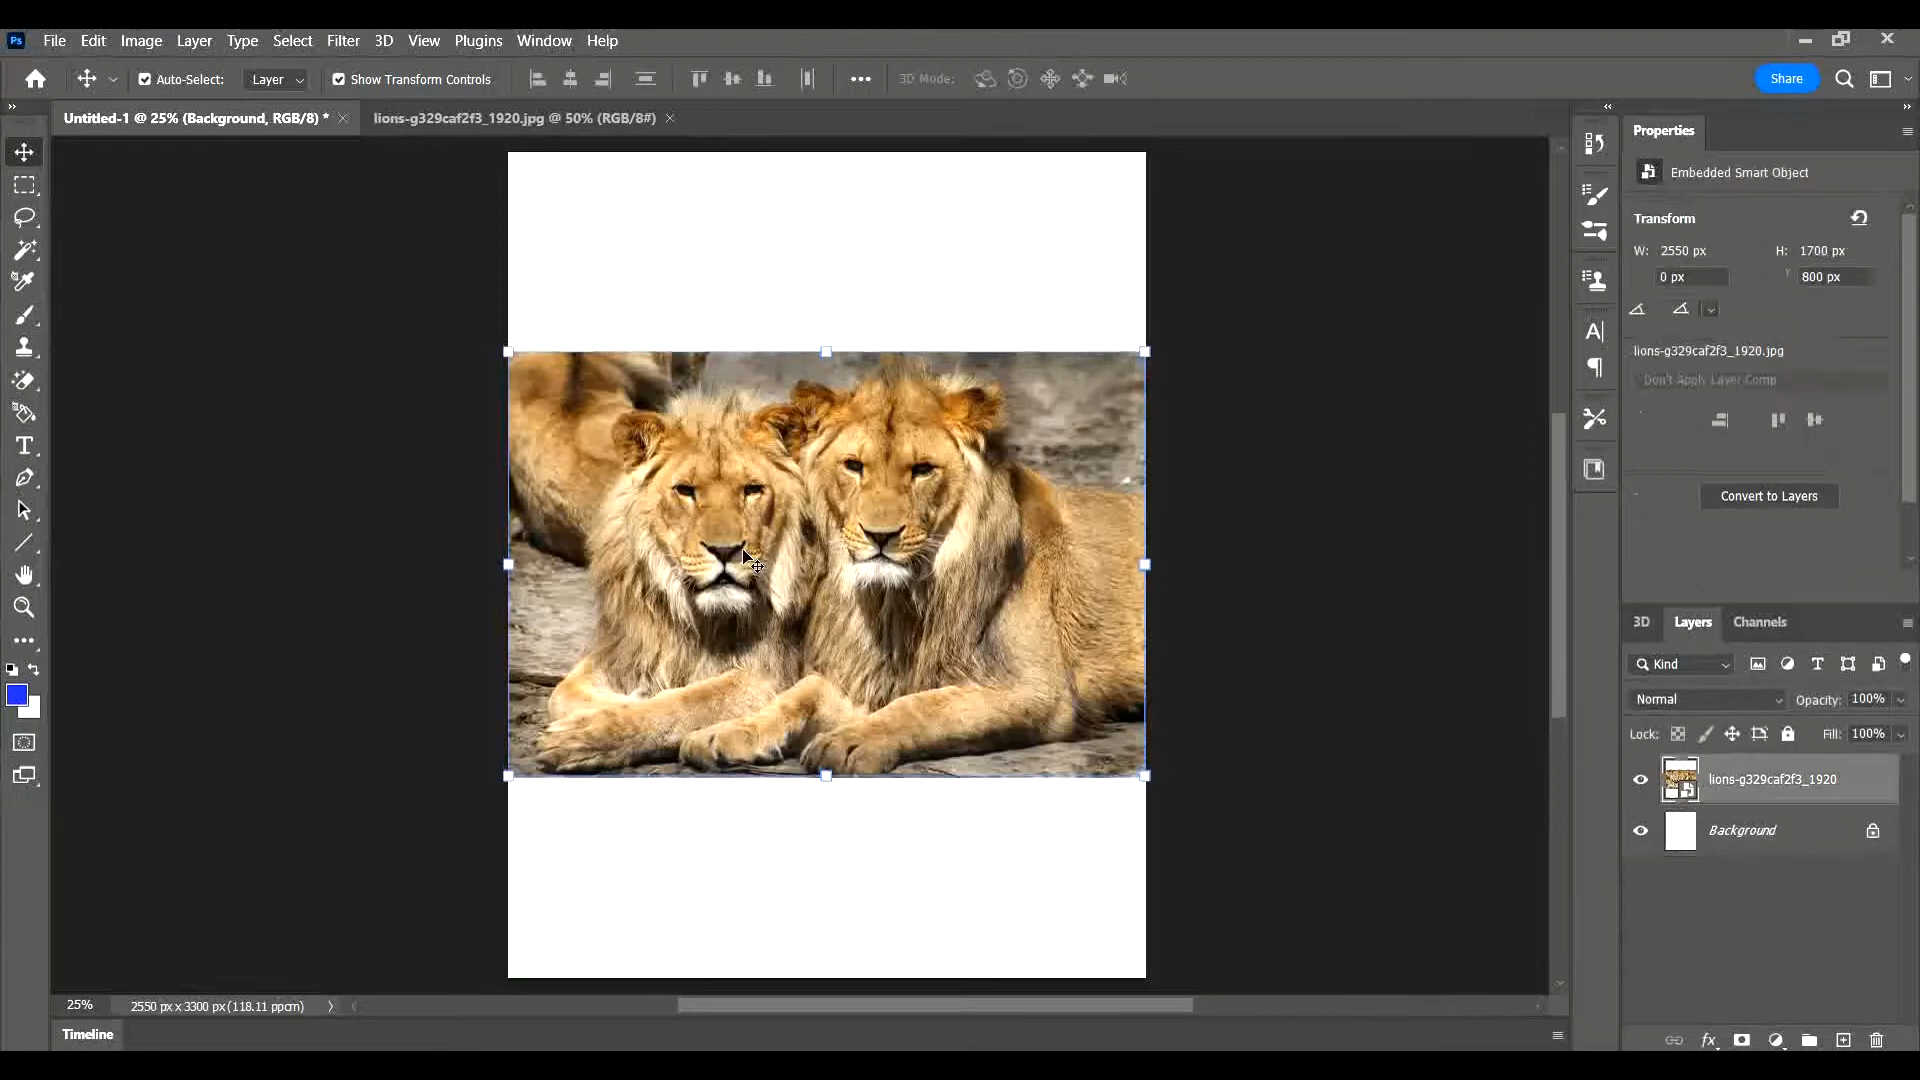 Ps File Edit Image Layer Type Select Filter 3D View Plugins Window Help
Auto-Select: Layer Show Transform Controls 3D Mode: Share
Untitled-1 @ 25% (Background, RGB/8) * lions-g329caf2f3_1920.jpg @ 50% (RGB/8#)
Properties
Embedded Smart Object
Transform
W: 2550 px H: 1700 px
0 px Y 800 px
lions-g329caf2f3_1920.jpg
Don't Apply Layer Comp
Convert to Layers
3D Layers Channels
Kind
Normal Opacity: 100%
Lock: Fill: 100%
lions-g329caf2f3_1920
Background
25% 2550 px x 3300 px (118.11 ppcm)
Timeline
fx